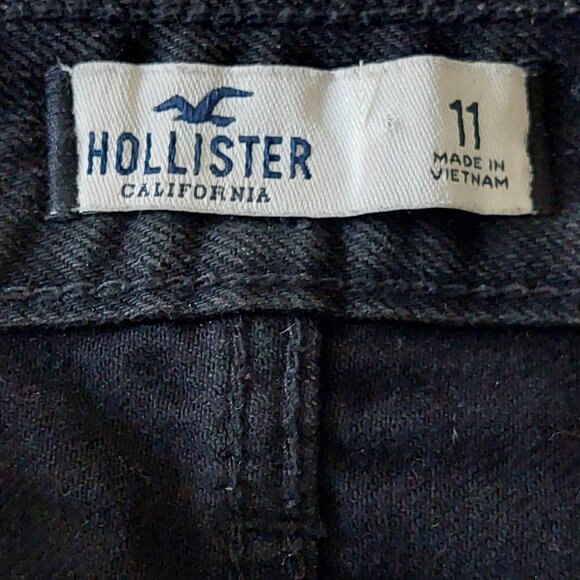 HOLLISTER
CALIFORNIA
11
MADE IN
VIETNAM